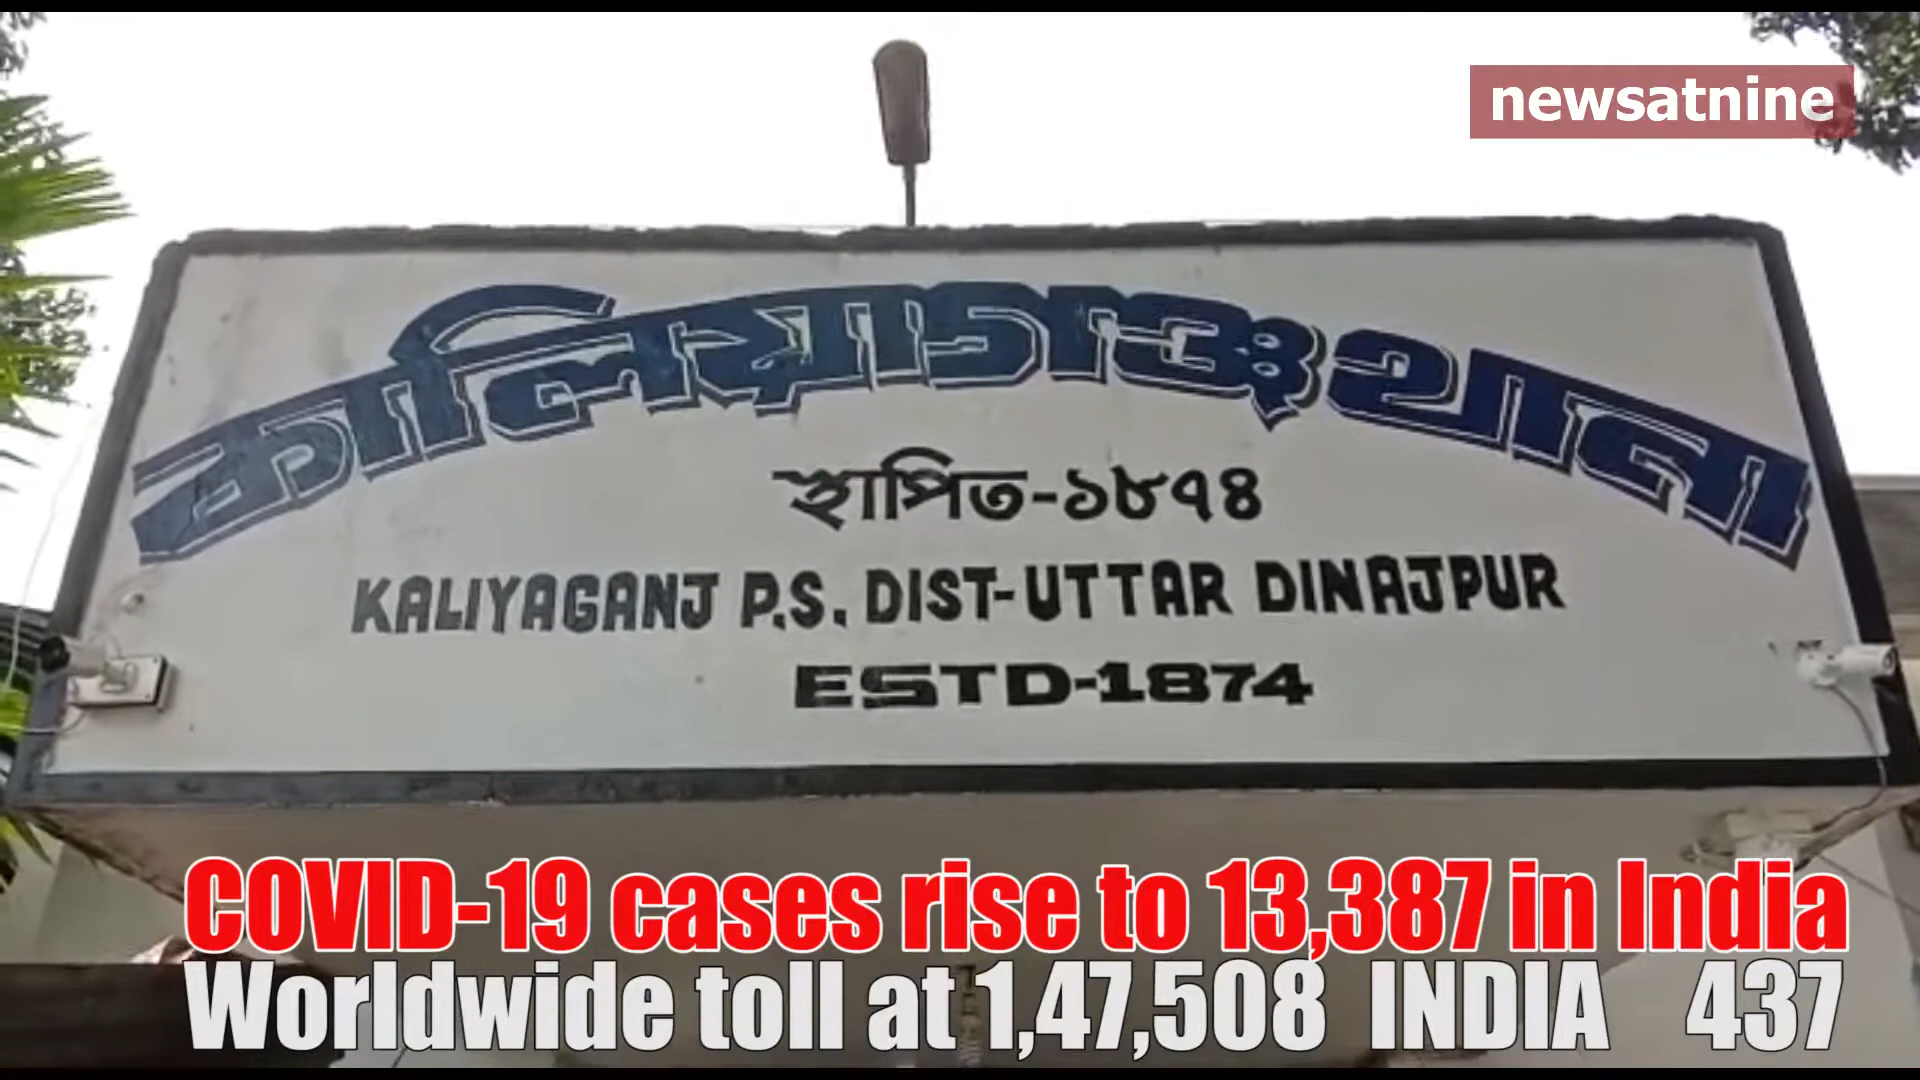 newsatnine
কালিয়াগঞ্জ থানা
স্থাপিত-১৮৭৪
KALIYAGANJ P.S. DIST-UTTAR DINAJPUR
ESTD-1874
COVID-19 cases rise to 13,387 in India
Worldwide toll at 1,47,508 INDIA 437